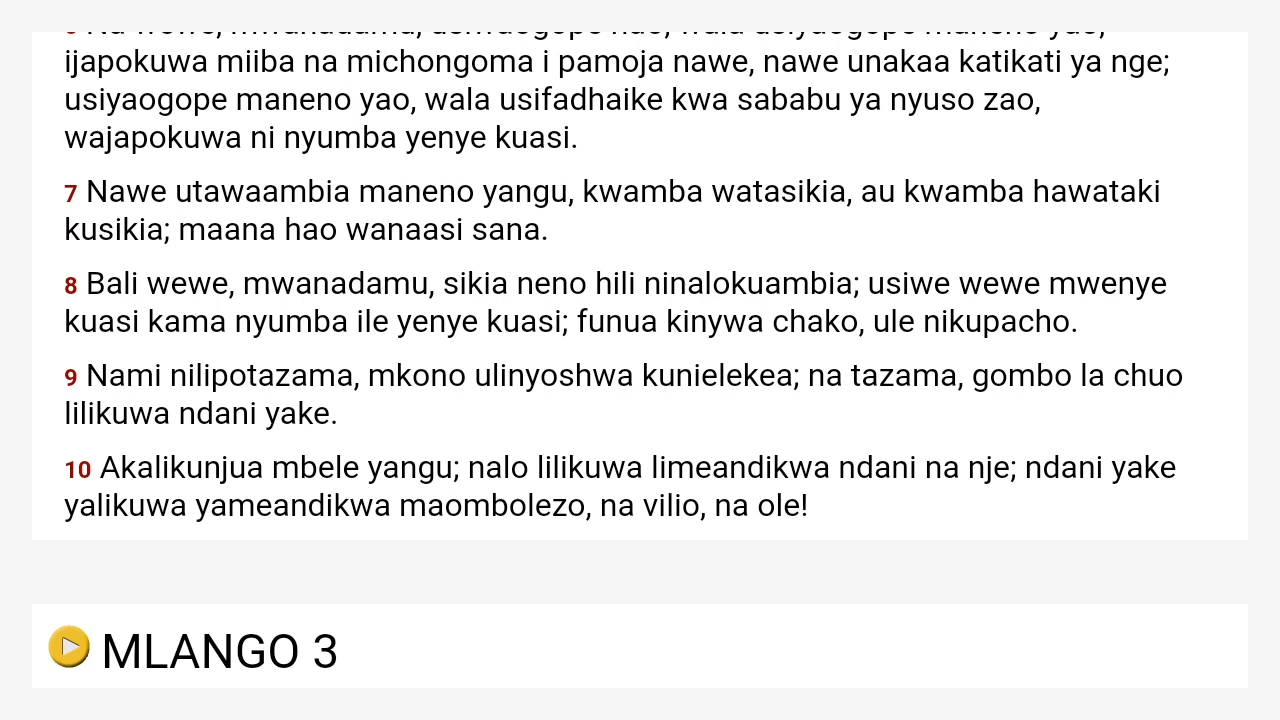 ijapokuwa miiba na michongoma i pamoja nawe, nawe unakaa katikati ya nge;
usiyaogope maneno yao, wala usifadhaike kwa sababu ya nyuso zao,
wajapokuwa ni nyumba yenye kuasi.
7 Nawe utawaambia maneno yangu, kwamba watasikia, au kwamba hawataki
kusikia; maana hao wanaasi sana.
8 Bali wewe, mwanadamu, sikia neno hili ninalokuambia; usiwe wewe mwenye
kuasi kama nyumba ile yenye kuasi; funua kinywa chako, ule nikupacho.
9 Nami nilipotazama, mkono ulinyoshwa kunielekea; na tazama, gombo la chuo
lilikuwa ndani yake.
10 Akalikunjua mbele yangu; nalo lilikuwa limeandikwa ndani na nje; ndani yake
yalikuwa yameandikwa maombolezo, na vilio, na ole!
MLANGO 3